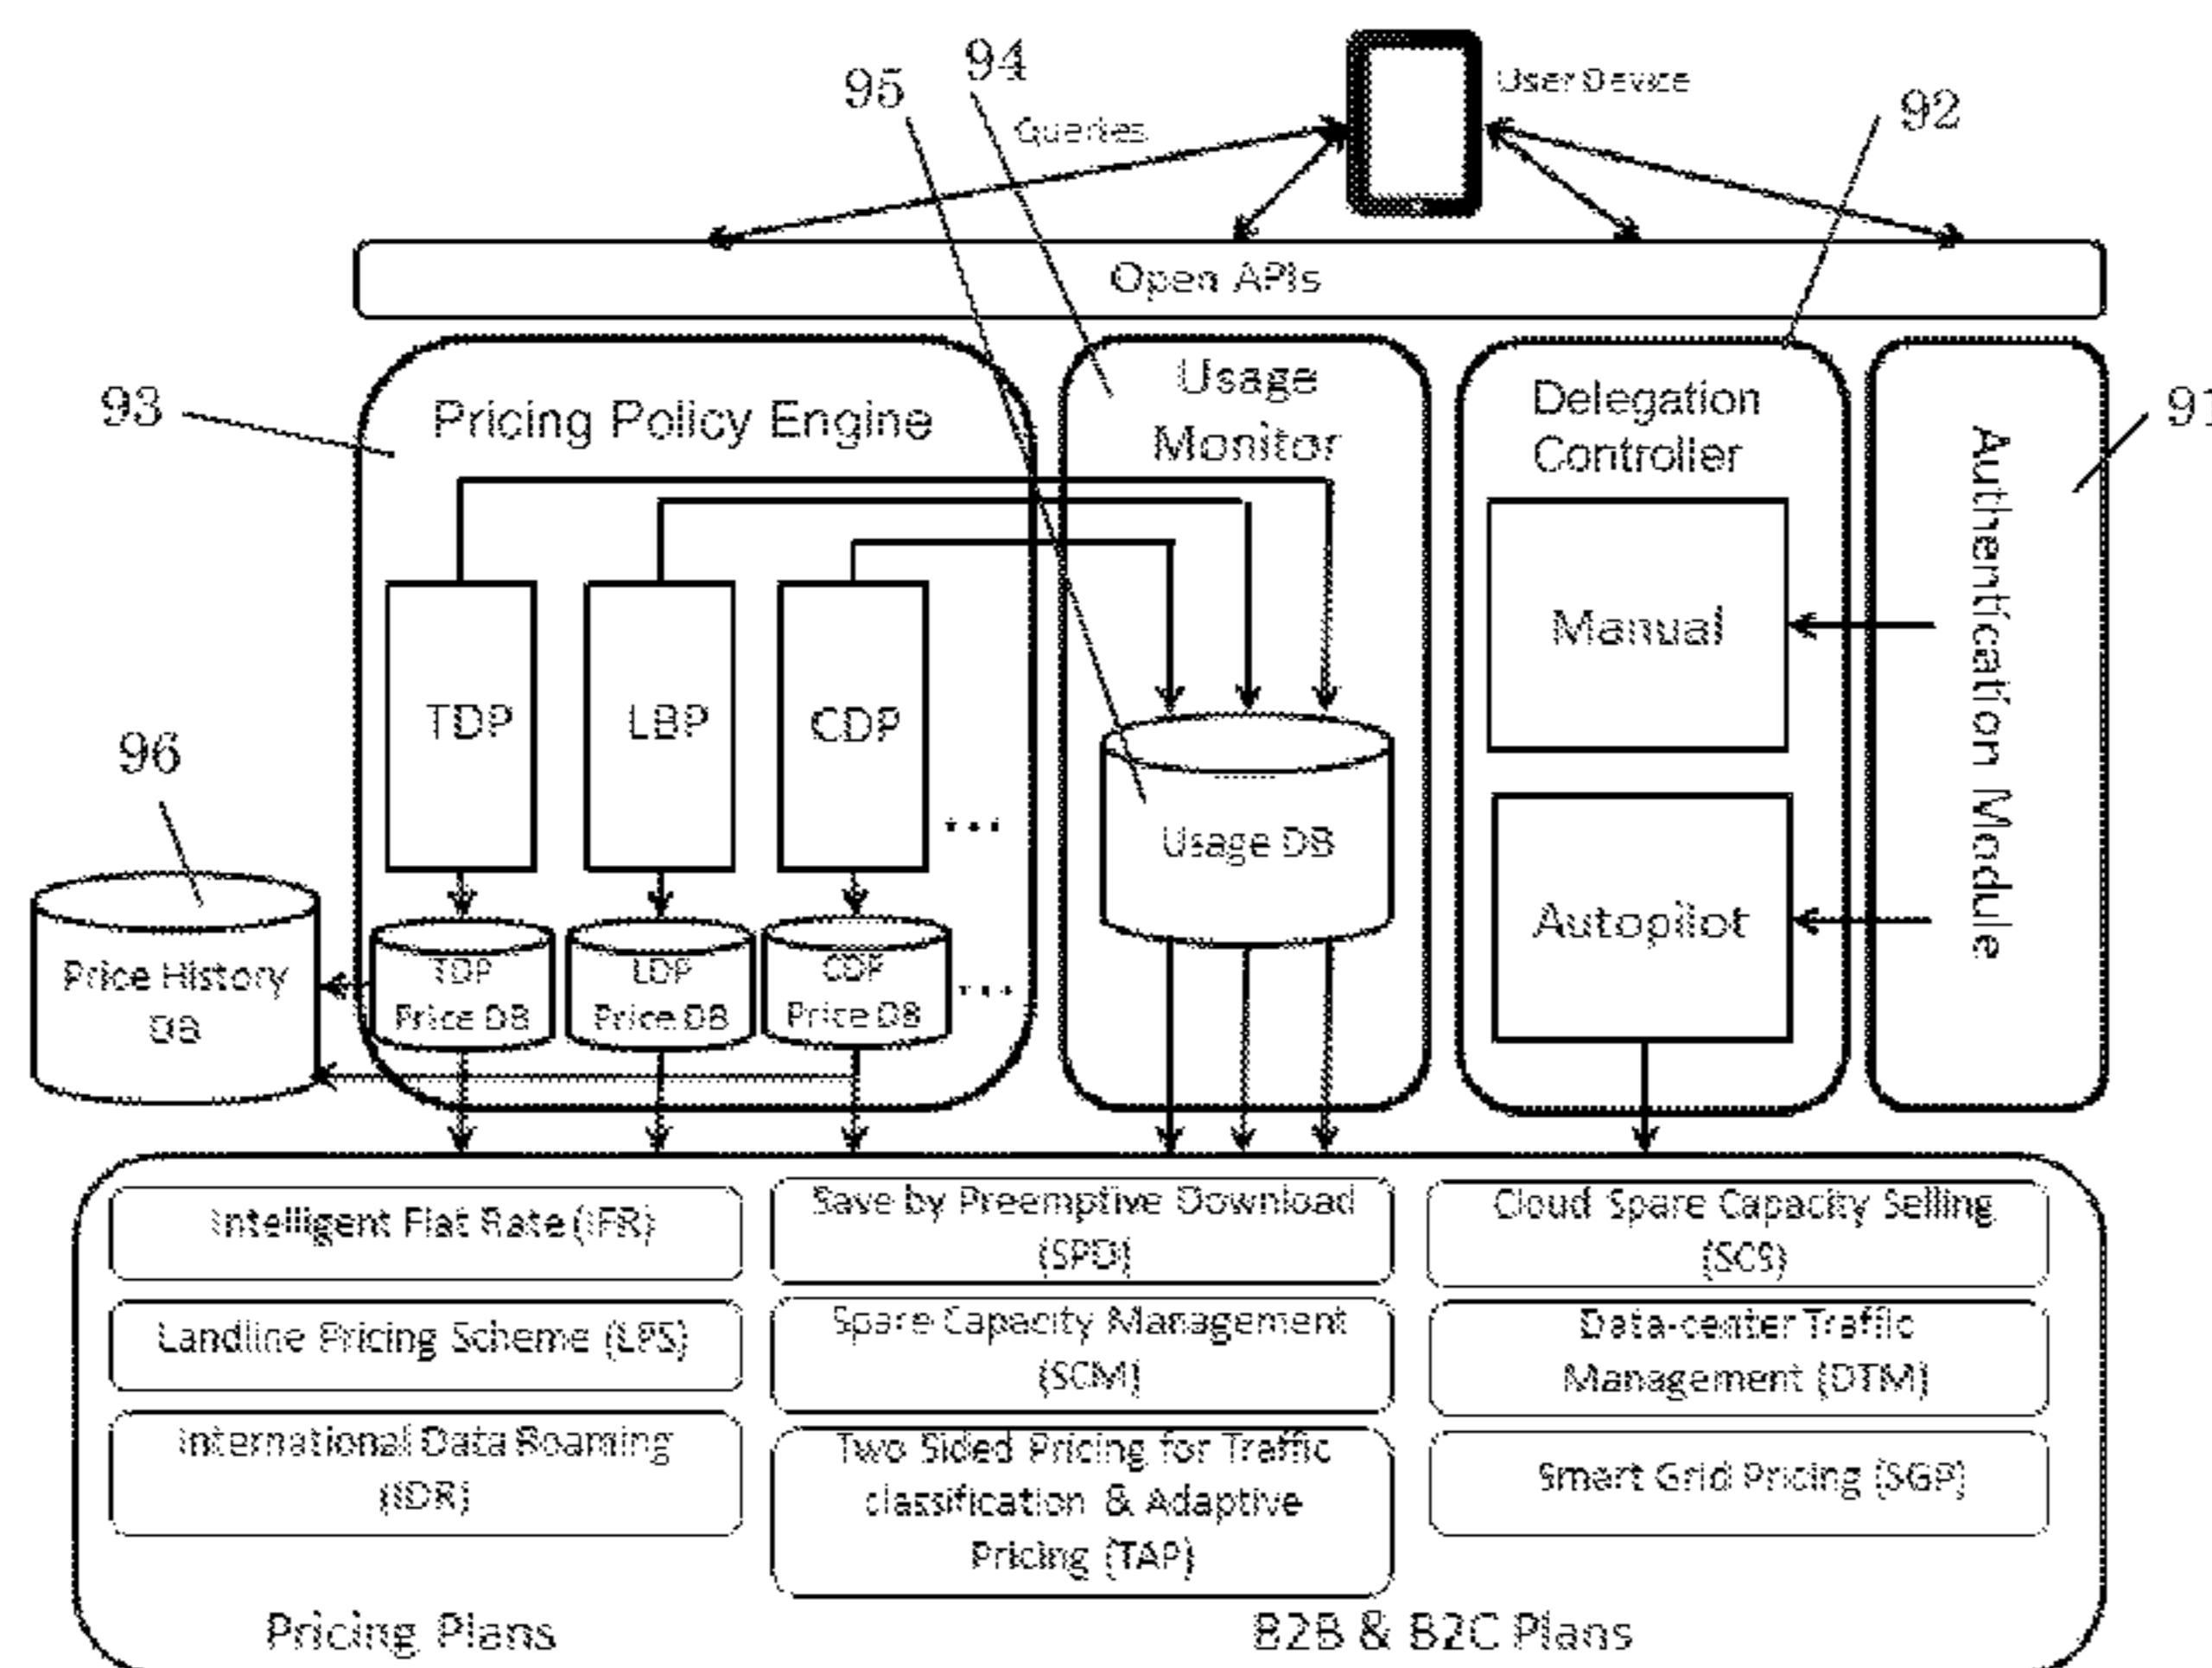 95
94
User Device
92
Queries
Open APIs
93
Pricing Policy Engine
Usage
Monitor
Delegation
Controller
91
Authentification Module
Manual
TDP
LBP
CDP
...
96
Usage DB
Autopilot
Price History
DB
TDP
Price DB
LDP
Price DB
CDP
Price DB
...
Intelligent Flat Rate (IFR)
Save by Preemptive Download
(SPD)
Cloud Spare Capacity Selling
(SCS)
Landline Pricing Scheme (LPS)
Spare Capacity Management
(SCM)
Data-center Traffic
Management (DTM)
International Data Roaming
(IDR)
Two Sided Pricing for Traffic
classification & Adaptive
Pricing (TAP)
Smart Grid Pricing (SGP)
Pricing Plans
B2B & B2C Plans